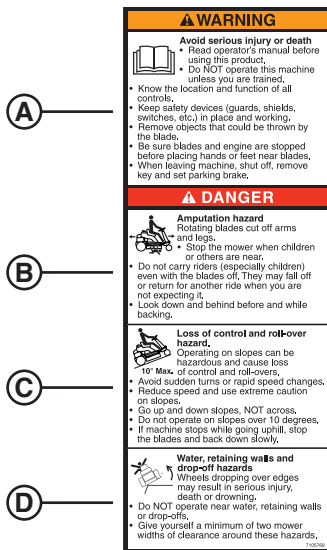 WARNING
Avoid serious injury or death
• Read operator's manual before
using this product.
• Do NOT operate this machine
unless you are trained.
• Know the location and function of all
controls.
• Keep safety devices (guards, shields,
switches, etc.) in place and working.
• Remove objects that could be thrown by
the blade.
• Be sure blades and engine are stopped
before placing hands or feet near blades.
• When leaving machine, shut off, remove
key and set parking brake.
A
DANGER
Amputation hazard
Rotating blades cut off arms
and legs.
• Stop the mower when children
or others are near.
• Do not carry riders (especially children)
even with the blades off. They may fall off
or return for another ride when you are
not expecting it.
• Look down and behind before and while
backing.
B
Loss of control and roll-over
hazard.
Operating on slopes can be
hazardous and cause loss
of control and roll-overs.
10° Max.
• Avoid sudden turns or rapid speed changes.
• Reduce speed and use extreme caution
on slopes.
• Go up and down slopes, NOT across.
• Do not operate on slopes over 10 degrees.
• If machine stops while going uphill, stop
the blades and back down slowly.
C
Water, retaining walls and
drop-off hazards
Wheels dropping over edges
may result in serious injury,
death or drowning.
• Do NOT operate near water, retaining walls
or drop-offs.
• Give yourself a minimum of two mower
widths of clearance around these hazards.
D
7105769